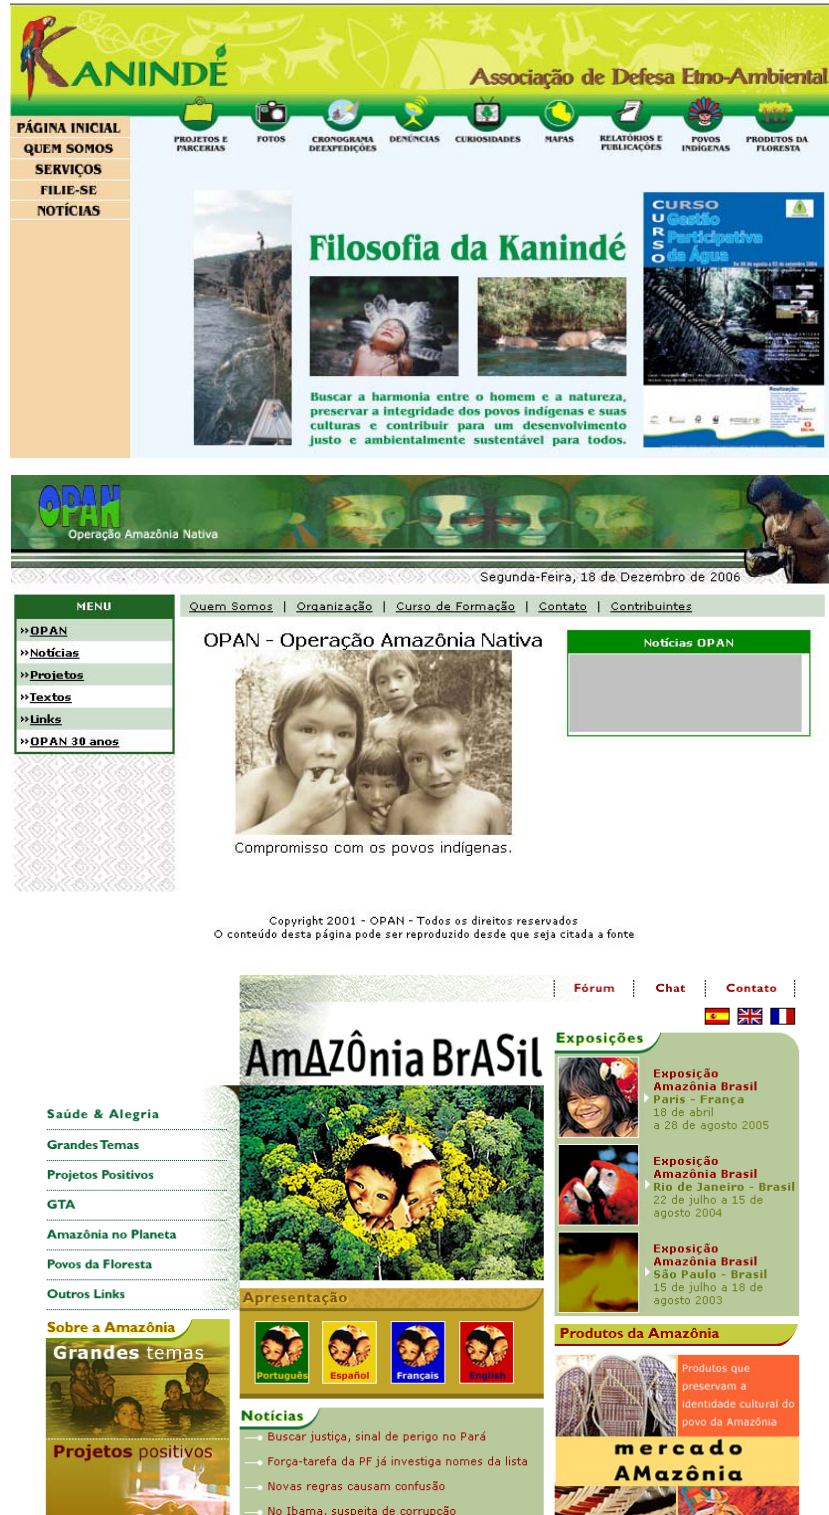 KANINDÉ
Associação de Defesa Etno-Ambiental
PÁGINA INICIAL
QUEM SOMOS
SERVIÇOS
FILIE-SE
NOTÍCIAS
PROJETOS E
PARCERIAS
FOTOS
CRONOGRAMA
DEEXPEDIÇÕES
DENÚNCIAS
CURIOSIDADES
MAPAS
RELATÓRIOS E
PUBLICAÇÕES
POVOS
INDÍGENAS
PRODUTOS DA
FLORESTA
Filosofia da Kanindé
Buscar a harmonia entre o homem e a natureza,
preservar a integridade dos povos indígenas e suas
culturas e contribuir para um desenvolvimento
justo e ambientalmente sustentável para todos.
CURSO
Gestão
Participativa
da Água
Realização:
OPAN
Operação Amazônia Nativa
Segunda-Feira, 18 de Dezembro de 2006
MENU
»OPAN
»Notícias
»Projetos
»Textos
»Links
»OPAN 30 anos
Quem Somos | Organização | Curso de Formação | Contato | Contribuintes
OPAN - Operação Amazônia Nativa
Compromisso com os povos indígenas.
Notícias OPAN
Copyright 2001 - OPAN - Todos os direitos reservados
O conteúdo desta página pode ser reproduzido desde que seja citada a fonte
Fórum
Chat
Contato
AmAZÔnia BrASil
Saúde & Alegria
Grandes Temas
Projetos Positivos
GTA
Amazônia no Planeta
Povos da Floresta
Outros Links
Sobre a Amazônia
Grandes temas
Projetos positivos
Apresentação
Português
Español
Français
English
Notícias
Buscar justiça, sinal de perigo no Pará
Força-tarefa da PF já investiga nomes da lista
Novas regras causam confusão
No Ibama, suspeita de corrupção
Exposições
Exposição
Amazônia Brasil
Paris - França
18 de abril
a 28 de agosto 2005
Exposição
Amazônia Brasil
Rio de Janeiro - Brasil
22 de julho a 15 de
agosto 2004
Exposição
Amazônia Brasil
São Paulo - Brasil
15 de julho a 18 de
agosto 2003
Produtos da Amazônia
Produtos que
preservam a
identidade cultural do
povo da Amazônia
mercado
AMazônia